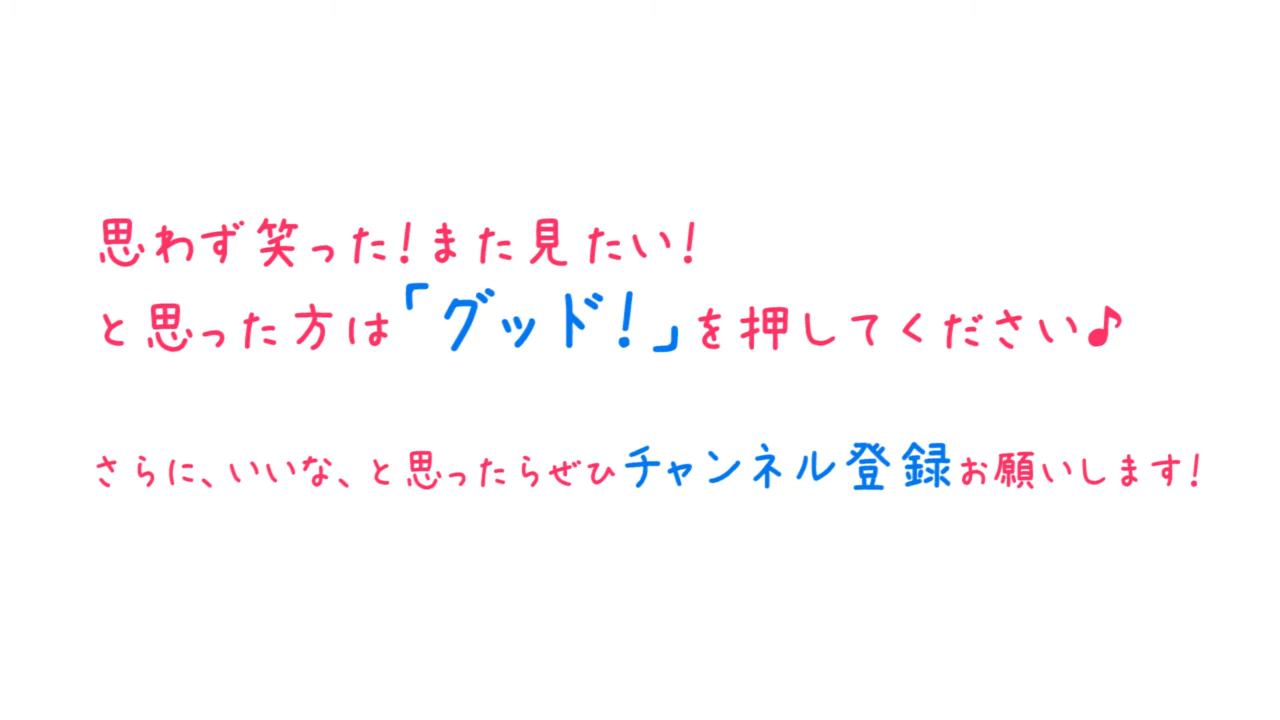 思わず笑った!また見たい!
と思った方は「グッド!」を押してください♪
さらに、いいな、と思ったらぜひチャンネル登録お願いします!